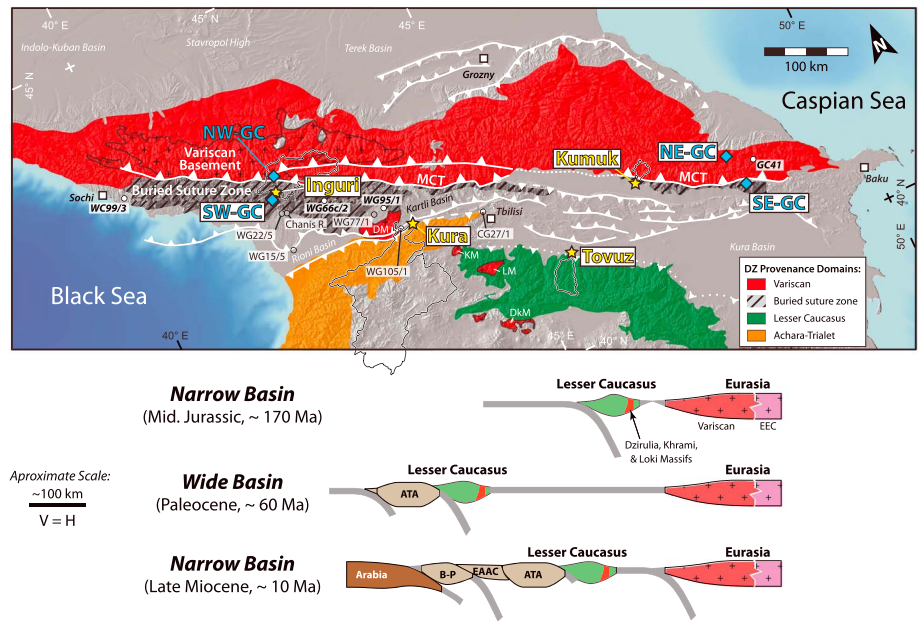 40° E
45° N
45° E
50° E
Indolo-Kuban Basin
Stavropol High
Terek Basin
Grozny
100 km
N
45° N
Caspian Sea
NW-GC
Variscan
Basement
MCT
Kumuk
NE-GC
GC41
MCT
Baku
Sochi
WC99/3
Buried Suture Zone
Inguri
SW-GC
WG95/1
WG66c/2
Chanis R.
WG77/1
WG22/5
WG15/5
DM
Kartli Basin
Tbilisi
Kura
CG27/1
SE-GC
40° N
50° E
Rioni Basin
WG105/1
KM
LM
DkM
Tovuz
Kura Basin
Black Sea
40° E
45° E
40° N
DZ Provenance Domains:
Variscan
Buried suture zone
Lesser Caucasus
Achara-Trialet
Narrow Basin
(Mid. Jurassic, ~ 170 Ma)
Lesser Caucasus
Eurasia
Variscan
EEC
Dzirulia, Khrami,
& Loki Massifs
Aproximate Scale:
~100 km
V = H
Wide Basin
(Paleocene, ~ 60 Ma)
Lesser Caucasus
Eurasia
ATA
Narrow Basin
(Late Miocene, ~ 10 Ma)
Lesser Caucasus
Eurasia
Arabia
B-P
EAAC
ATA